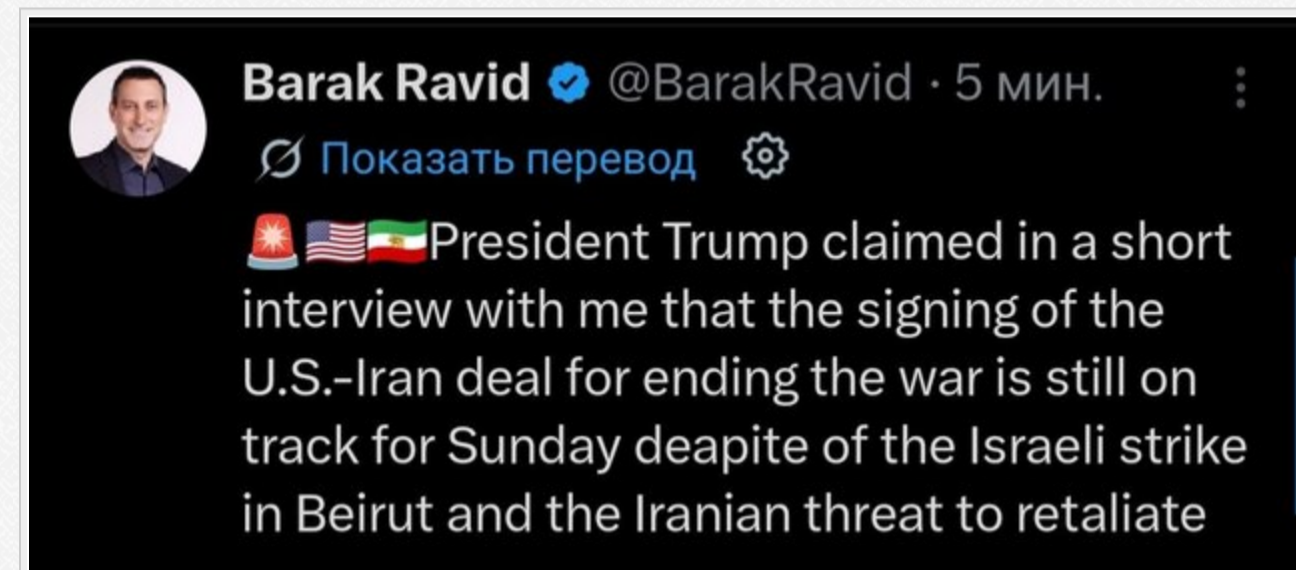 Barak Ravid @BarakRavid · 5 мин.
Показать перевод
🚨🇺🇸🇮🇷President Trump claimed in a short
interview with me that the signing of the
U.S.-Iran deal for ending the war is still on
track for Sunday deapite of the Israeli strike
in Beirut and the Iranian threat to retaliate